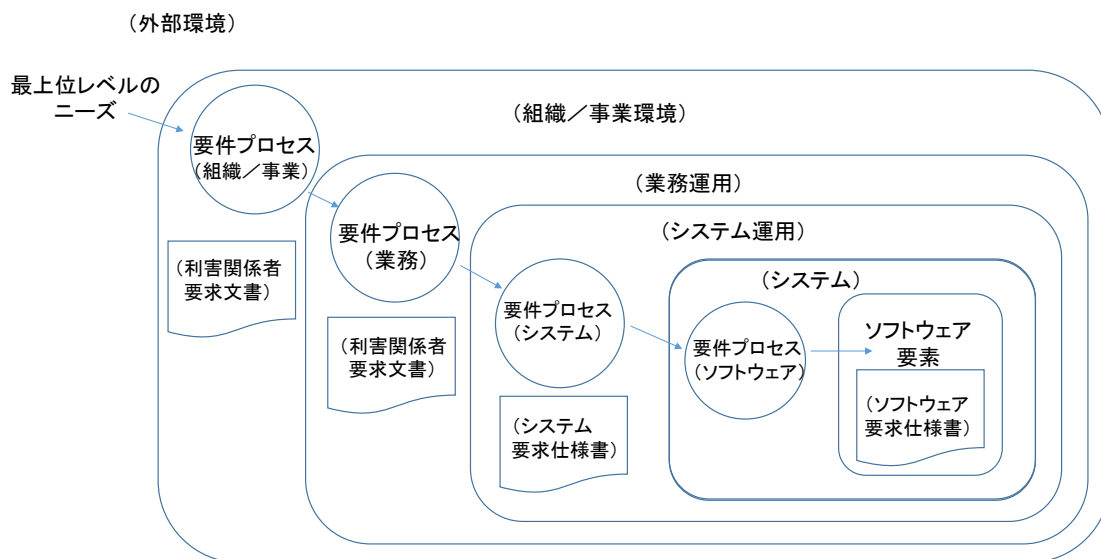 （外部環境）
最上位レベルの
ニーズ
（組織／事業環境）
要件プロセス
（組織／事業）
（業務運用）
要件プロセス
（業務）
（システム運用）
（利害関係者
要求文書）
（システム）
要件プロセス
（システム）
ソフトウェア
要素
（利害関係者
要求文書）
要件プロセス
（ソフトウェア）
（システム
要求仕様書）
（ソフトウェア
要求仕様書）